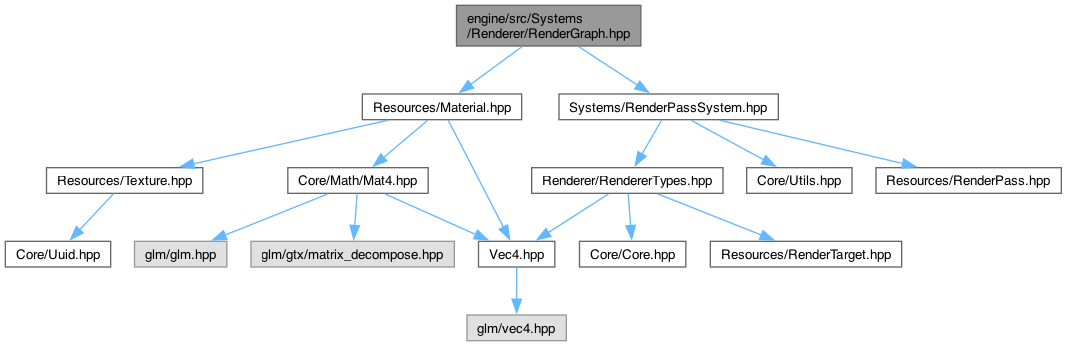 engine/src/Systems
/Renderer/RenderGraph.hpp
Resources/Material.hpp
Systems/RenderPassSystem.hpp
Resources/Texture.hpp
Core/Math/Mat4.hpp
Renderer/RendererTypes.hpp
Core/Utils.hpp
Resources/RenderPass.hpp
Core/Uuid.hpp
glm/glm.hpp
glm/gtx/matrix_decompose.hpp
Vec4.hpp
Core/Core.hpp
Resources/RenderTarget.hpp
glm/vec4.hpp